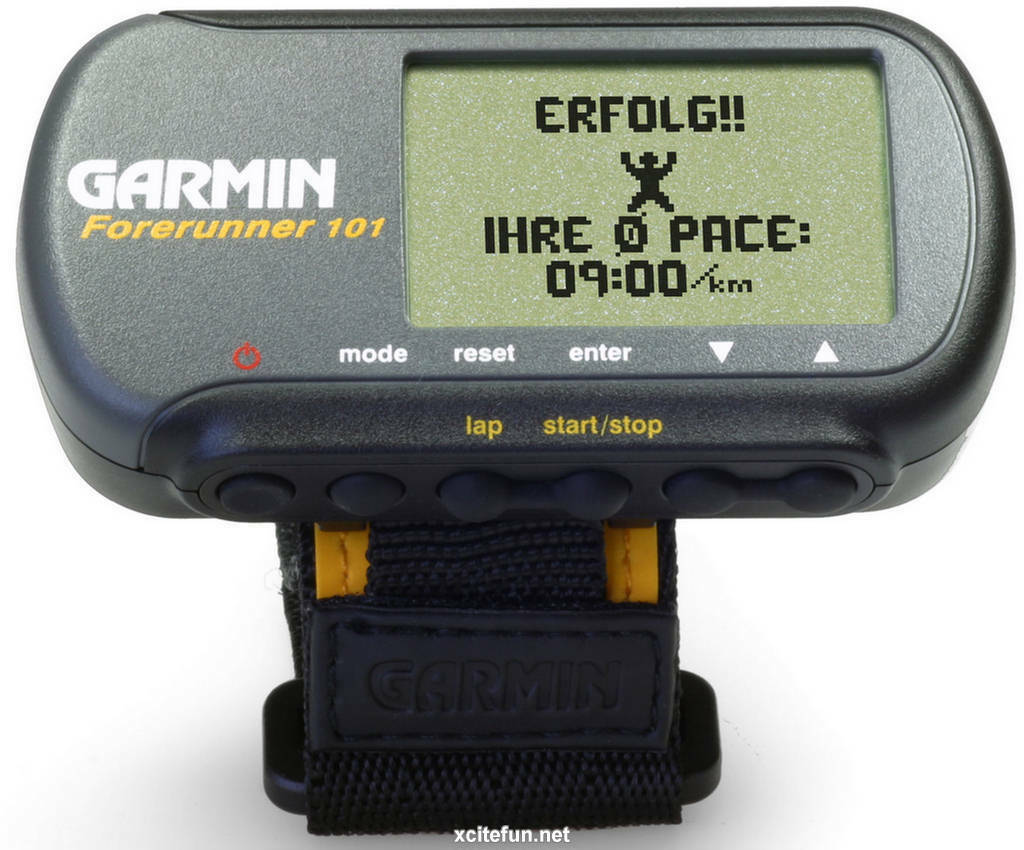 GARMIN
Forerunner 101
ERFOLG!!
IHRE Ø PACE:
09:00/km
mode reset enter
lap start/stop
GARMIN
xcitefun.net